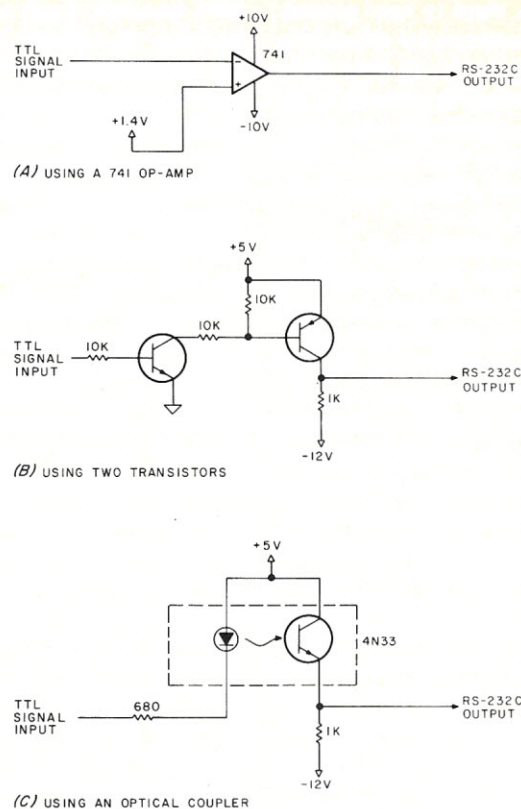 +10V
741
TTL
SIGNAL
INPUT
-
+
RS-232C
OUTPUT
+1.4V
-10V
(A) USING A 741 OP-AMP
+5V
10K
10K
10K
TTL
SIGNAL
INPUT
RS-232C
OUTPUT
1K
-12V
(B) USING TWO TRANSISTORS
+5V
4N33
TTL
SIGNAL
INPUT
680
RS-232C
OUTPUT
1K
-12V
(C) USING AN OPTICAL COUPLER